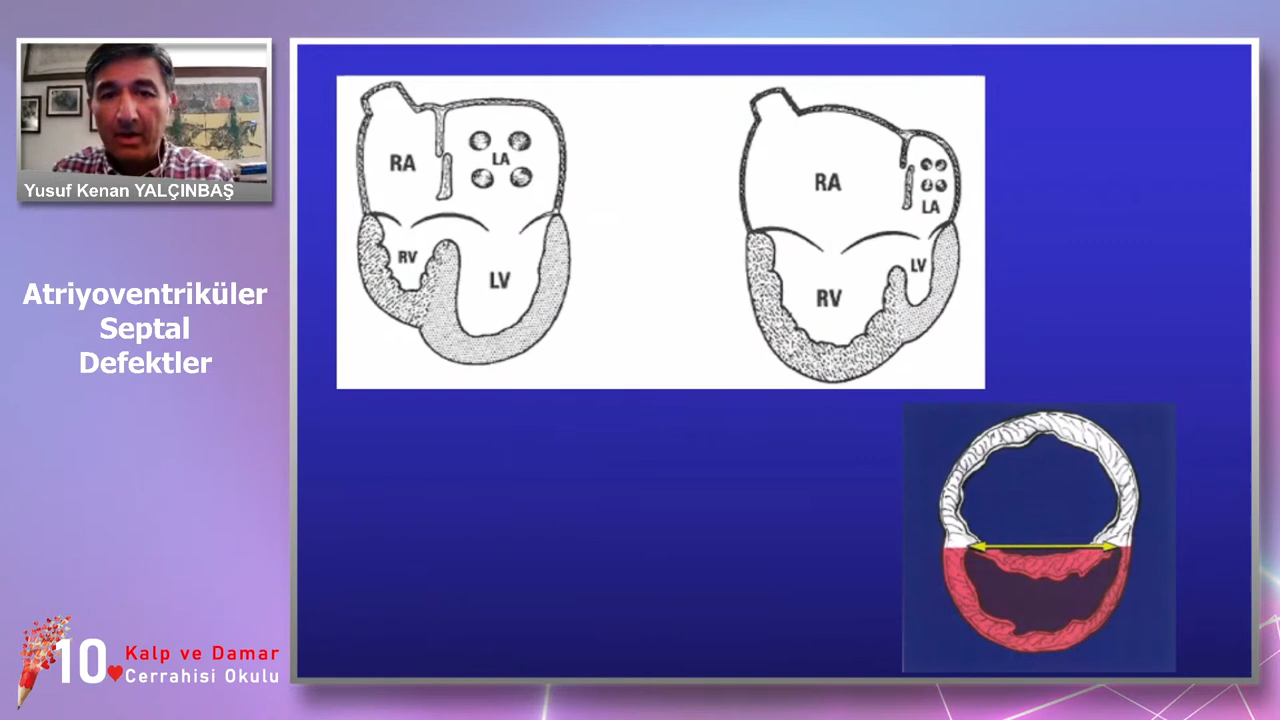 Yusuf Kenan YALÇINBAŞ
Atriyoventriküler
Septal
Defektler
10
Kalp ve Damar
Cerrahisi Okulu
RA
LA
RV
LV
RA
LA
RV
LV